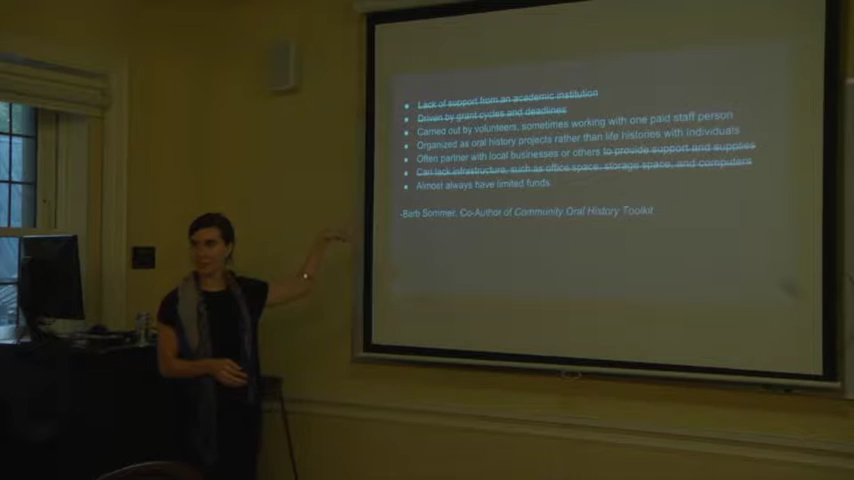 Lack of support from an academic institution
Driven by grant cycles and deadlines
Carried out by volunteers, sometimes working with one paid staff person
Organized as oral history projects rather than life histories with individuals
Often partner with local businesses or others to provide support and supplies
Can lack infrastructure, such as office space, storage space, and computers
Almost always have limited funds.
-Barb Sommer, Co-Author of Community Oral History Toolkit